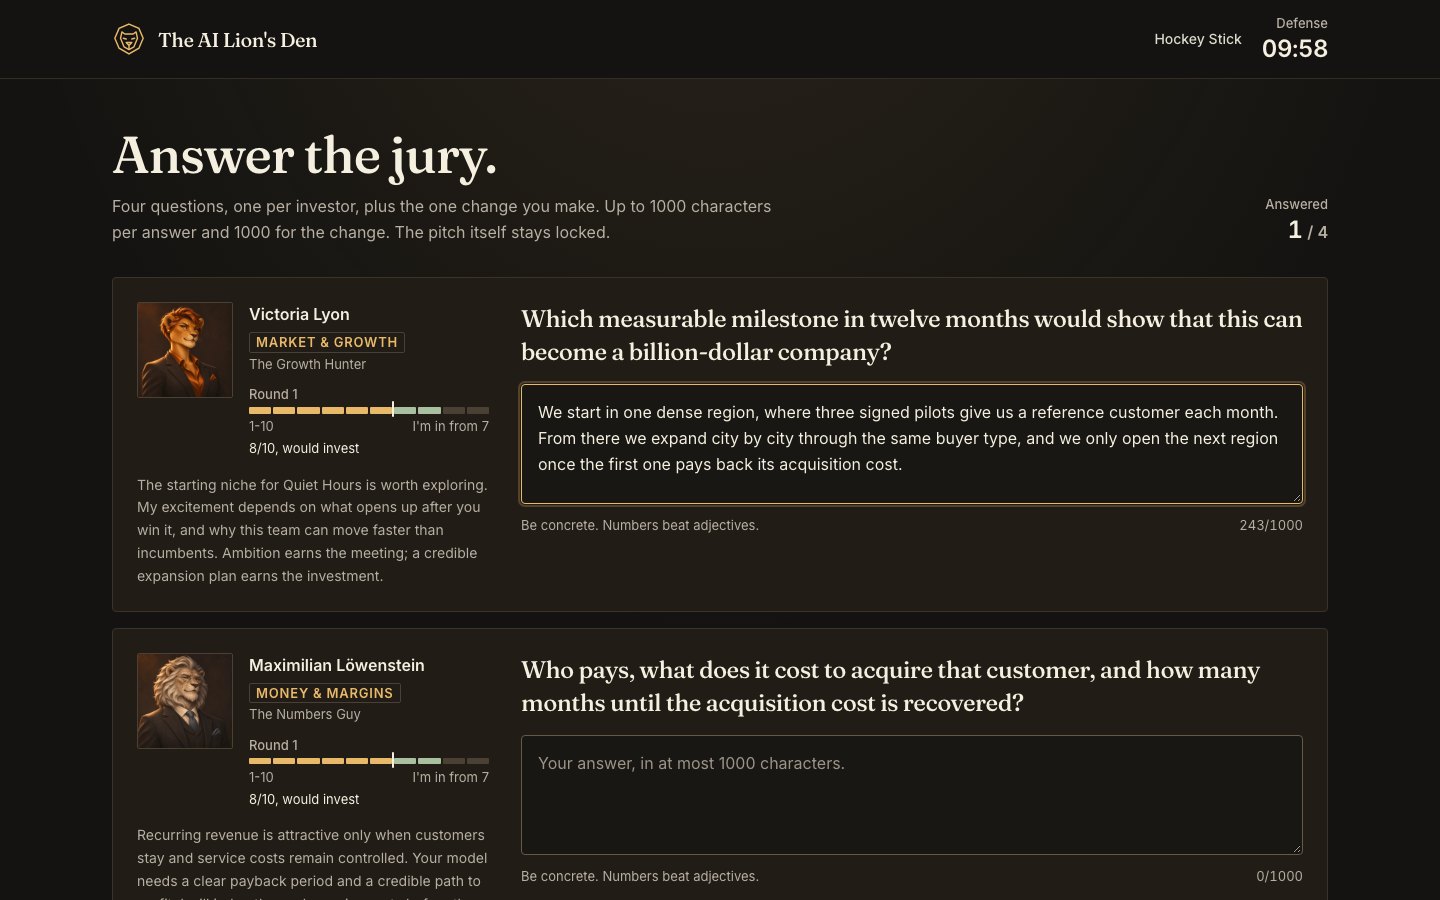 The AI Lion's Den
Hockey Stick
Defense
09:58
Answer the jury.
Four questions, one per investor, plus the one change you make. Up to 1000 characters
per answer and 1000 for the change. The pitch itself stays locked.
Answered
1 / 4
Victoria Lyon
MARKET & GROWTH
The Growth Hunter
Round 1
1-10
I'm in from 7
8/10, would invest
The starting niche for Quiet Hours is worth exploring.
My excitement depends on what opens up after you
win it, and why this team can move faster than
incumbents. Ambition earns the meeting; a credible
expansion plan earns the investment.
Which measurable milestone in twelve months would show that this can
become a billion-dollar company?
We start in one dense region, where three signed pilots give us a reference customer each month.
From there we expand city by city through the same buyer type, and we only open the next region
once the first one pays back its acquisition cost.
Be concrete. Numbers beat adjectives.
243/1000
Maximilian Löwenstein
MONEY & MARGINS
The Numbers Guy
Round 1
1-10
I'm in from 7
8/10, would invest
Recurring revenue is attractive only when customers
stay and service costs remain controlled. Your model
needs a clear payback period and a credible path to
Who pays, what does it cost to acquire that customer, and how many
months until the acquisition cost is recovered?
Your answer, in at most 1000 characters.
Be concrete. Numbers beat adjectives.
0/1000